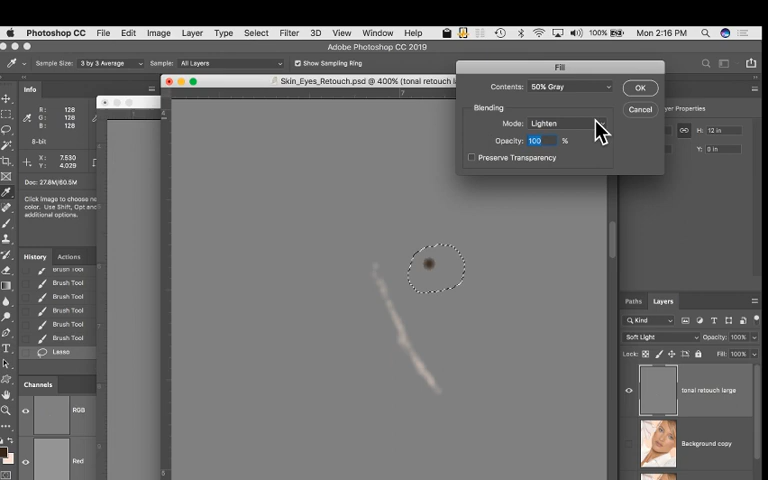 Photoshop CC File Edit Image Layer Type Select Filter 3D View Window Help 100% Mon 2:16 PM
Adobe Photoshop CC 2019
Sample Size: 3 by 3 Average Sample: All Layers Show Sampling Ring
Skin_Eyes_Retouch.psd @ 400% (tonal retouch l
Fill
Contents: 50% Gray OK
Blending Cancel
Mode: Lighten
Opacity: 100 %
Preserve Transparency
Info
R: 128
G: 128
B: 128
8-bit
X: 7.530
Y: 4.029
Doc: 27.8M/60.5M
Click image to choose ne
color. Use Shift, Opt and
additional options.
History Actions
Brush Tool
Brush Tool
Brush Tool
Brush Tool
Brush Tool
Brush Tool
Lasso
Channels
RGB
Red
7
yer Properties
H: 12 in
Y: 0 in
Paths Layers
Kind
Soft Light Opacity: 100%
Lock: Fill: 100%
tonal retouch large
Background copy